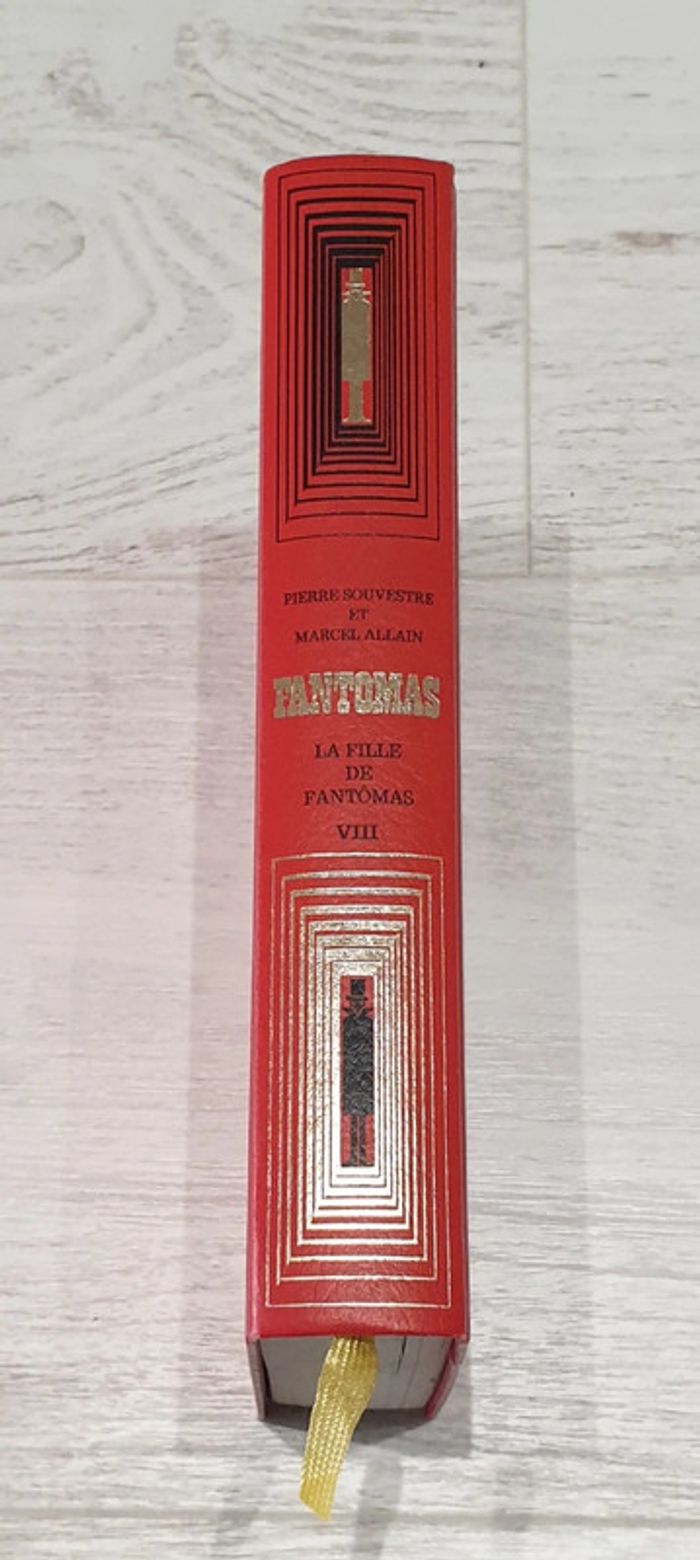 PIERRE SOUVESTRE
ET
MARCEL ALLAIN
FANTOMAS
LA FILLE
DE
FANTÔMAS
VIII